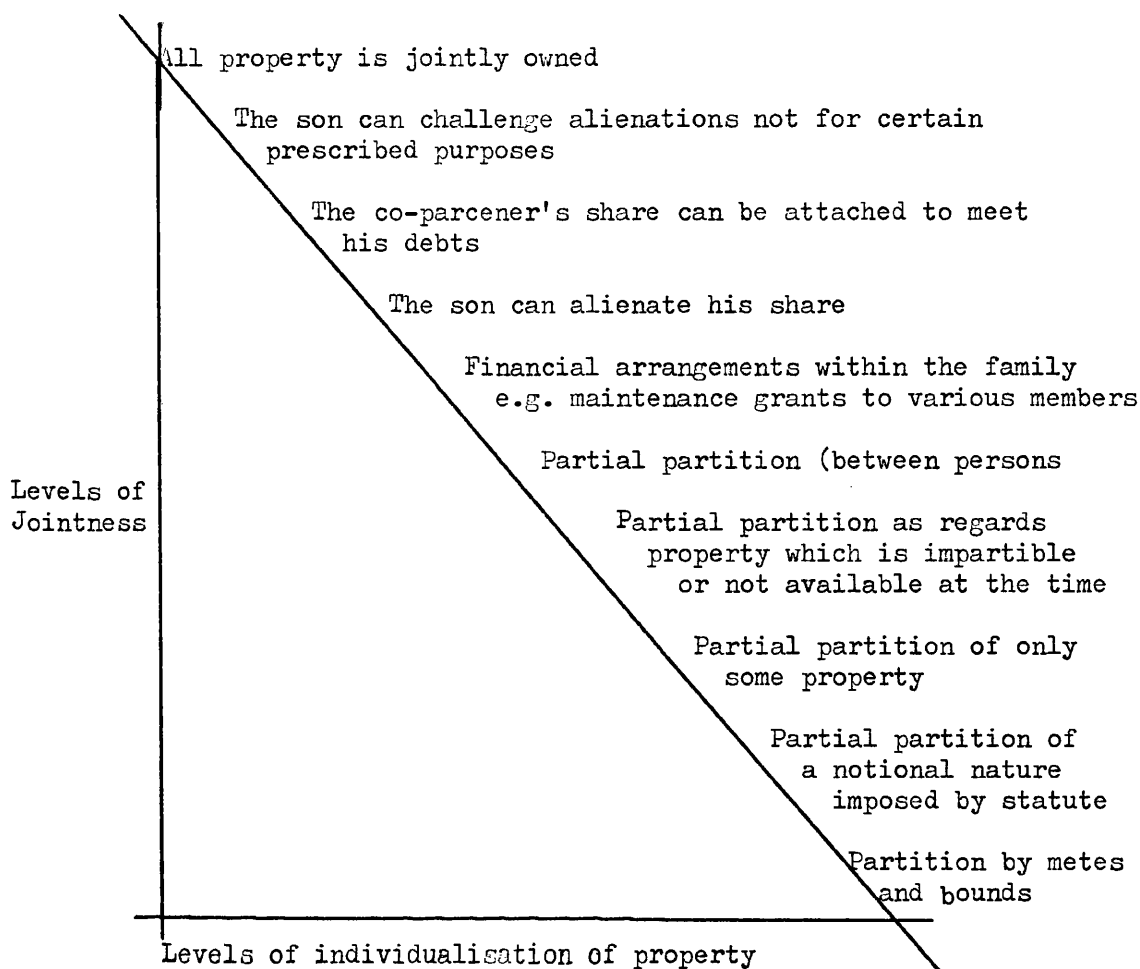 All property is jointly owned
The son can challenge alienations not for certain
prescribed purposes
The co-parcener's share can be attached to meet
his debts
The son can alienate his share
Financial arrangements within the family
e.g. maintenance grants to various members
Partial partition (between persons
Levels of
Jointness
Partial partition as regards
property which is impartible
or not available at the time
Partial partition of only
some property
Partial partition of
a notional nature
imposed by statute
Partition by metes
and bounds
Levels of individualisation of property